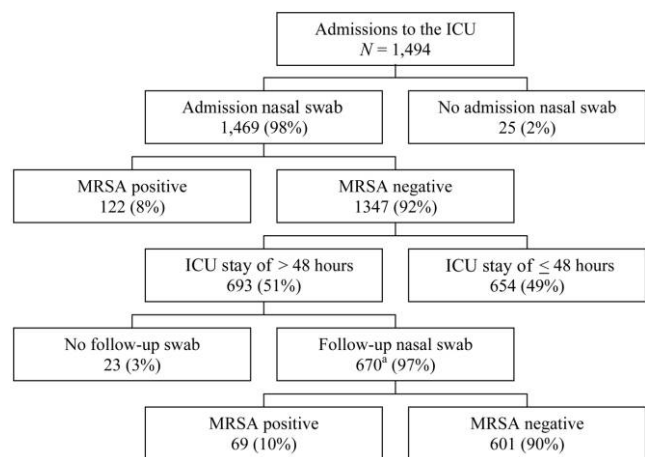 Admissions to the ICU
N = 1,494
Admission nasal swab
1,469 (98%)
No admission nasal swab
25 (2%)
MRSA positive
122 (8%)
MRSA negative
1347 (92%)
ICU stay of > 48 hours
693 (51%)
ICU stay of ≤ 48 hours
654 (49%)
No follow-up swab
23 (3%)
Follow-up nasal swab
670ᵃ (97%)
MRSA positive
69 (10%)
MRSA negative
601 (90%)